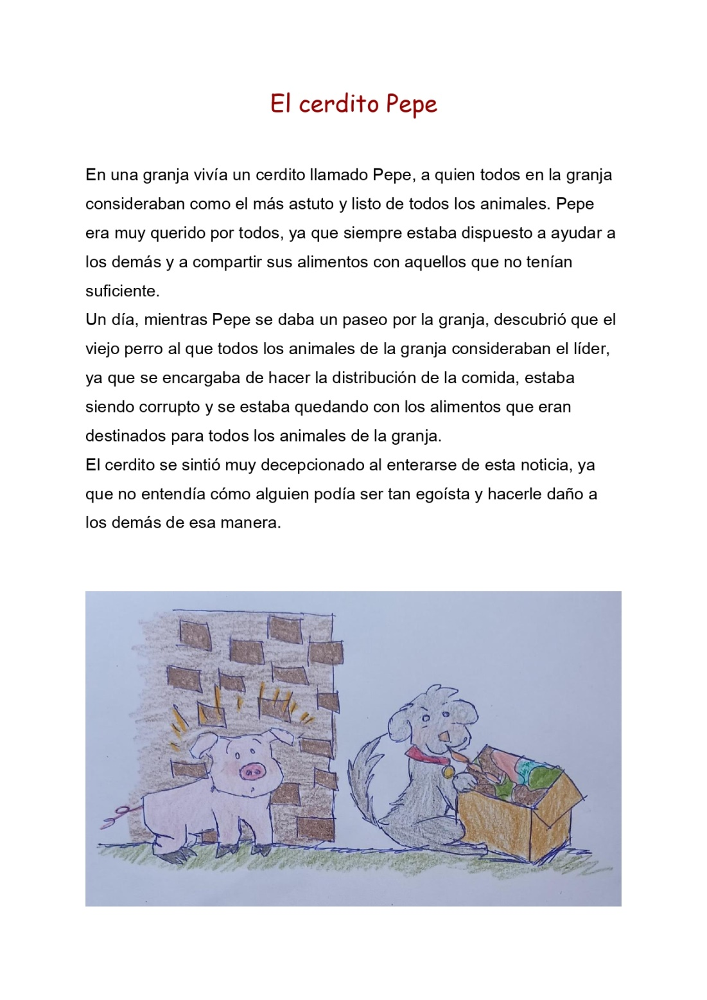 El cerdito Pepe
En una granja vivía un cerdito llamado Pepe, a quien todos en la granja
consideraban como el más astuto y listo de todos los animales. Pepe
era muy querido por todos, ya que siempre estaba dispuesto a ayudar a
los demás y a compartir sus alimentos con aquellos que no tenían
suficiente.
Un día, mientras Pepe se daba un paseo por la granja, descubrió que el
viejo perro al que todos los animales de la granja consideraban el líder,
ya que se encargaba de hacer la distribución de la comida, estaba
siendo corrupto y se estaba quedando con los alimentos que eran
destinados para todos los animales de la granja.
El cerdito se sintió muy decepcionado al enterarse de esta noticia, ya
que no entendía cómo alguien podía ser tan egoísta y hacerle daño a
los demás de esa manera.